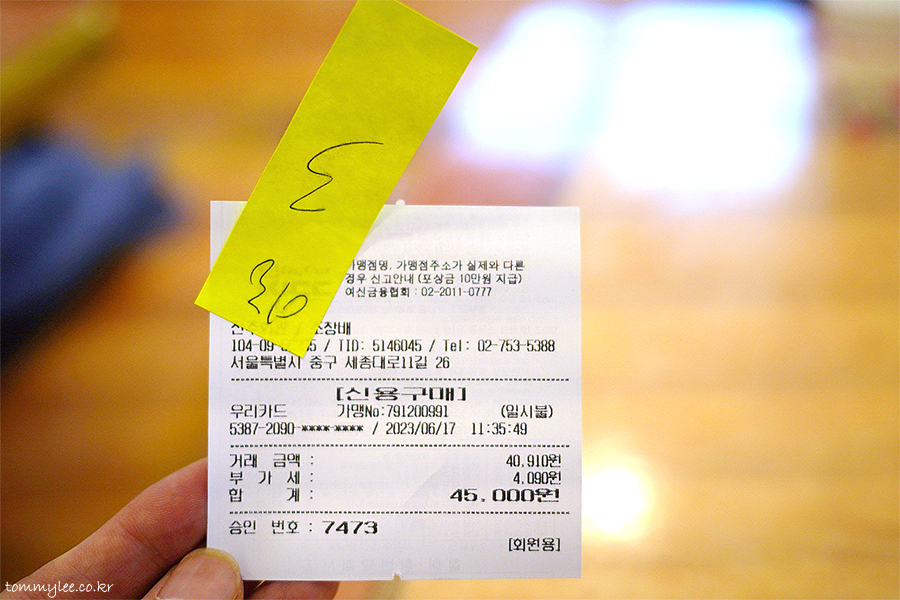 가맹점명, 가맹점주소가 실제와 다른
경우 신고안내 (포상금 10만원 지급)
여신금융협회 : 02-2011-0777
조창배
104-09 / TID: 5146045 / Tel: 02-753-5388
서울특별시 중구 세종대로11길 26
[신용구매]
우리카드 가맹No:791200991 (일시불)
5387-2090-****-**** / 2023/06/17 11:35:49
거래 금액 : 40,910원
부 가 세 : 4,090원
합 계 : 45,000원
승인 번호 : 7473
[회원용]
tommylee.co.kr